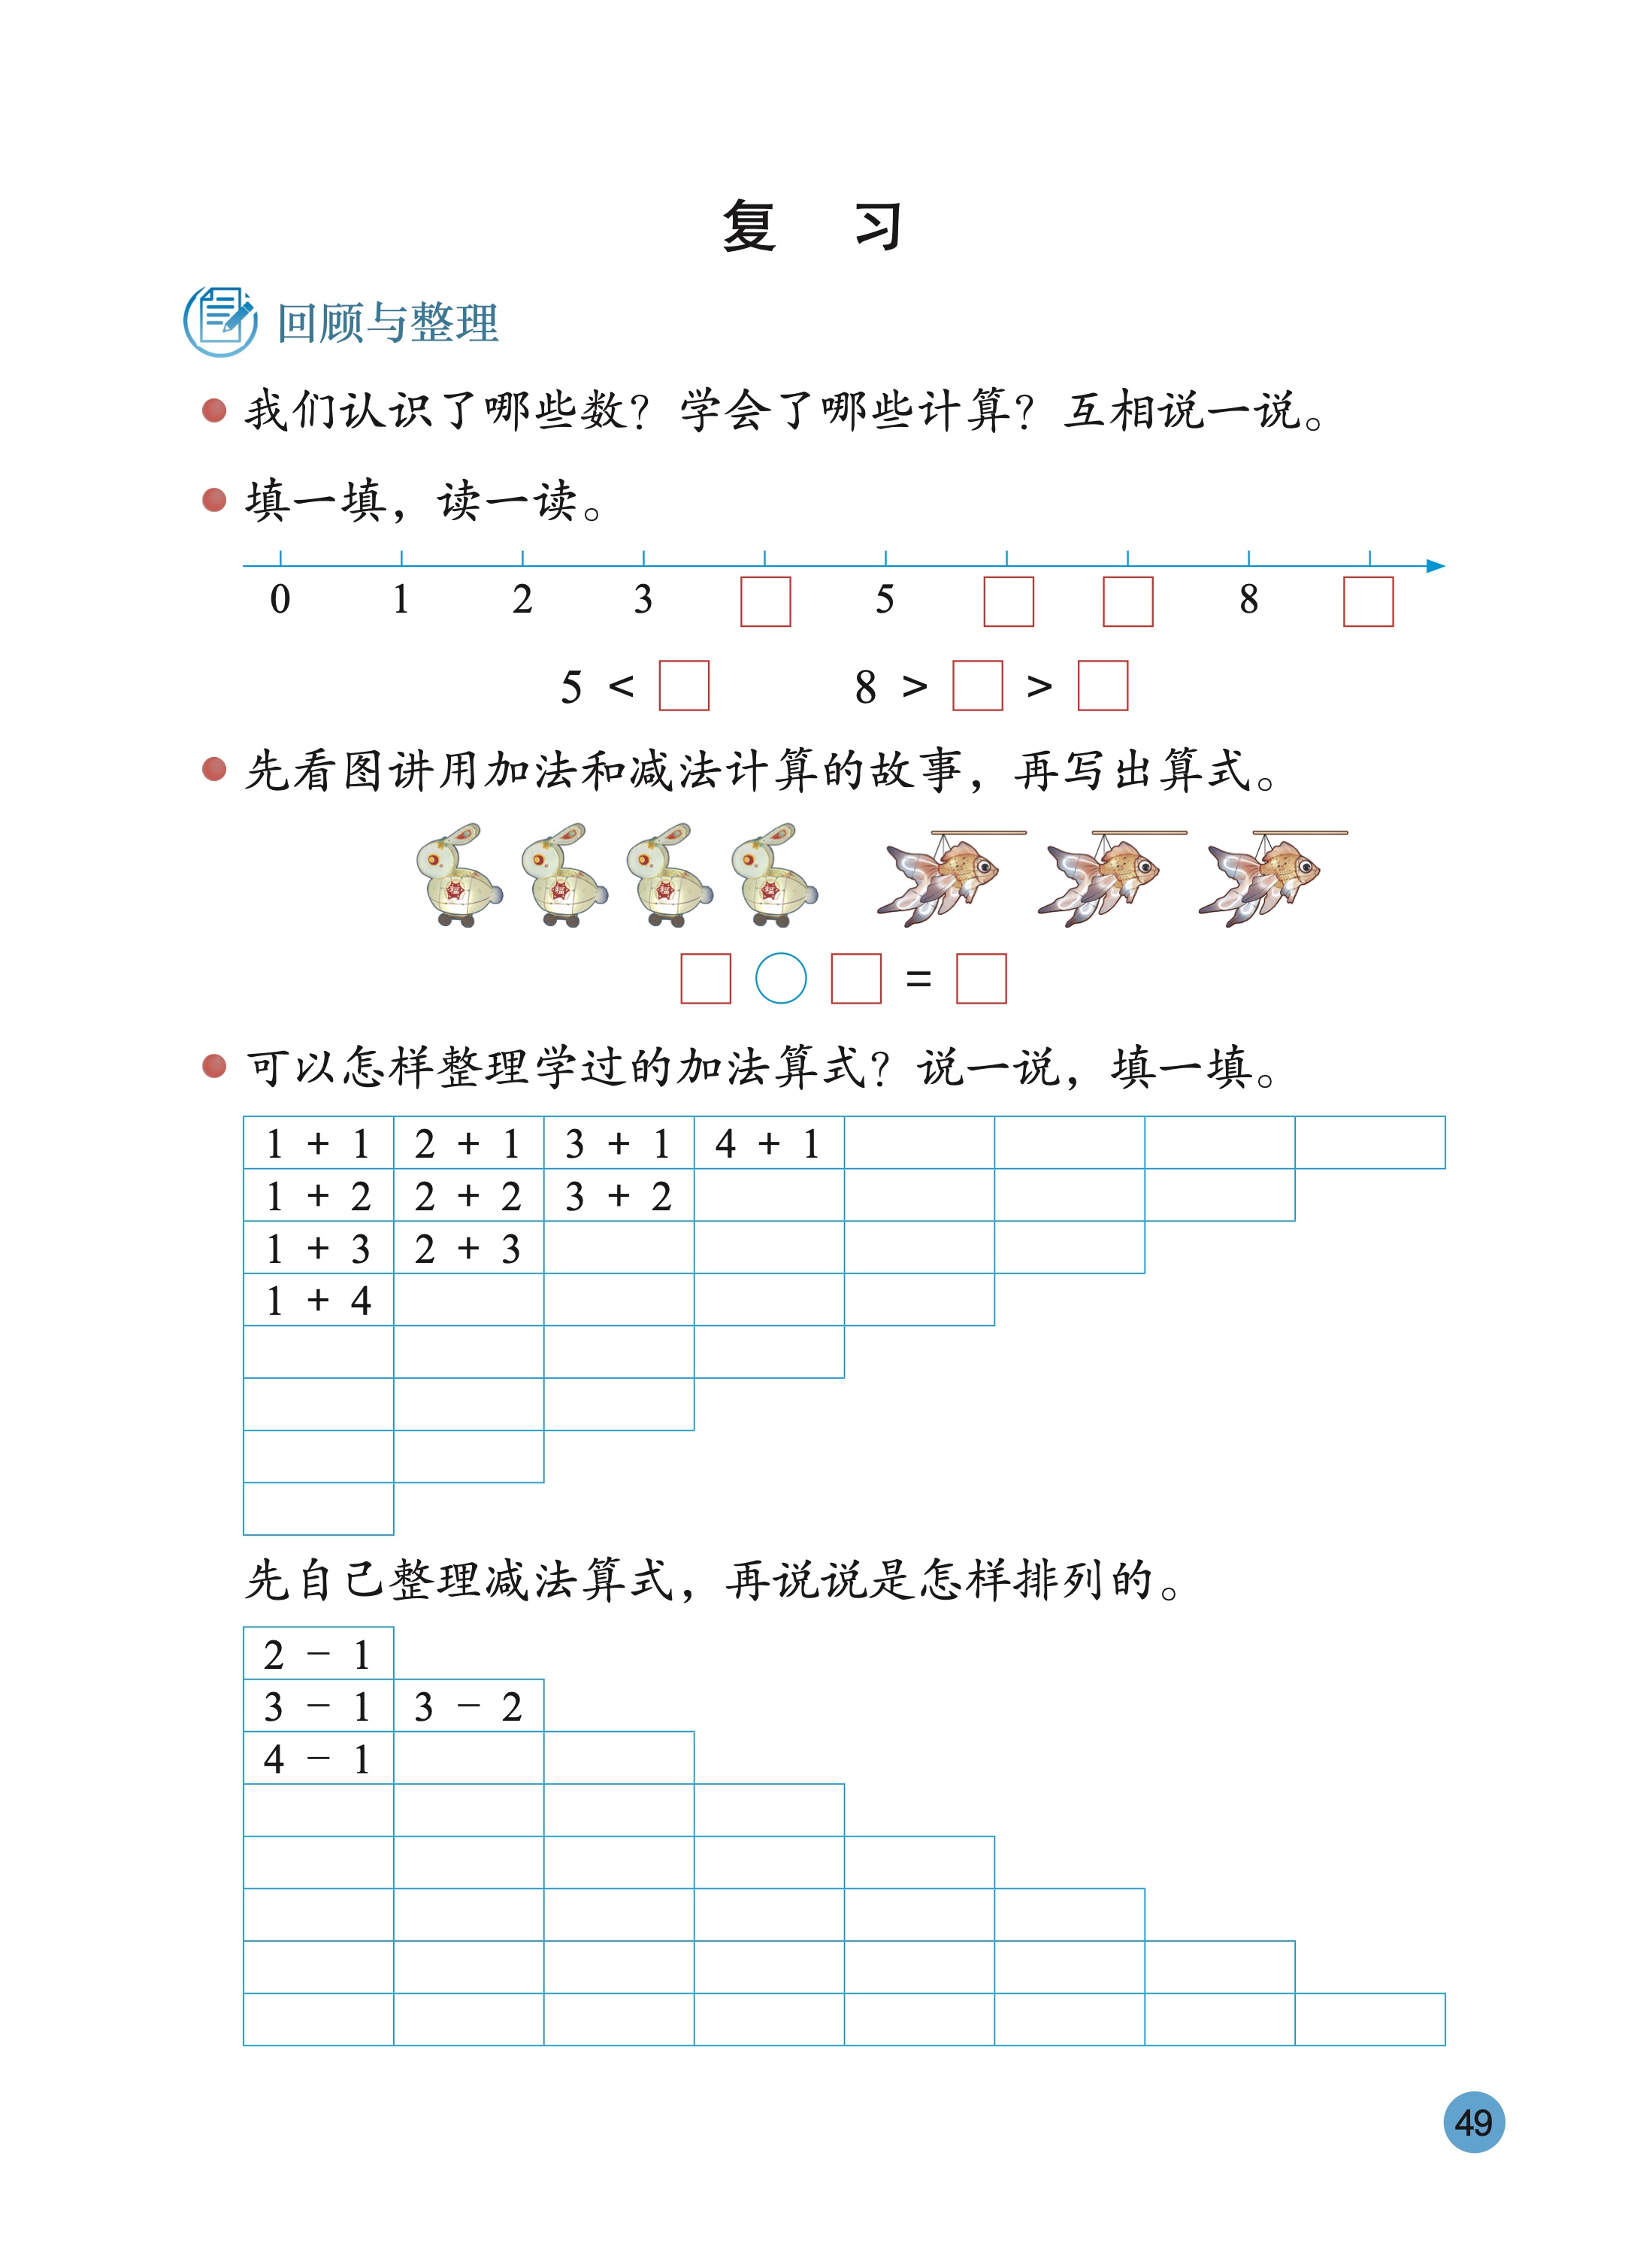 复 习
回顾与整理
我们认识了哪些数？学会了哪些计算？互相说一说。
填一填，读一读。
0 1 2 3 □ 5 □ □ 8 □
5 < □ 8 > □ > □
先看图讲用加法和减法计算的故事，再写出算式。
福 福 福 福
□ ○ □ = □
可以怎样整理学过的加法算式？说一说，填一填。
1 + 1 2 + 1 3 + 1 4 + 1
1 + 2 2 + 2 3 + 2
1 + 3 2 + 3
1 + 4
先自己整理减法算式，再说说是怎样排列的。
2 − 1
3 − 1 3 − 2
4 − 1
49